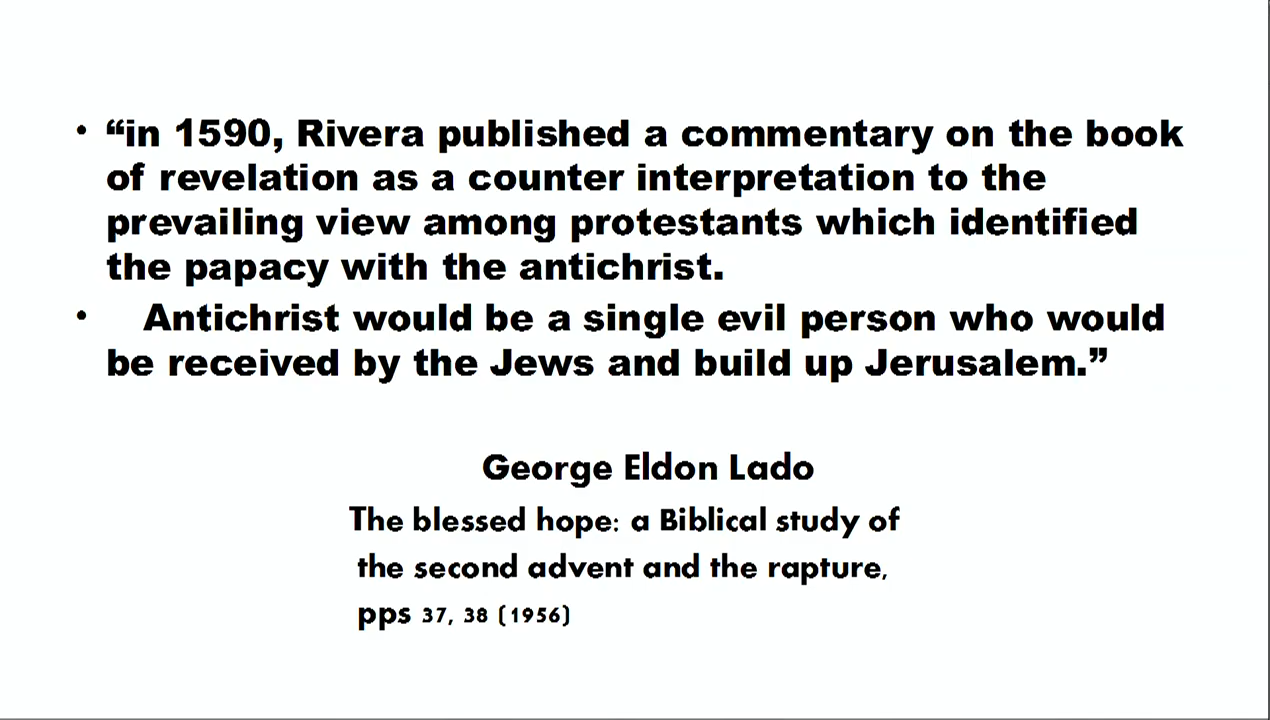 • “in 1590, Rivera published a commentary on the book
of revelation as a counter interpretation to the
prevailing view among protestants which identified
the papacy with the antichrist.
• Antichrist would be a single evil person who would
be received by the Jews and build up Jerusalem.”
George Eldon Lado
The blessed hope: a Biblical study of
the second advent and the rapture,
pps 37, 38 (1956)